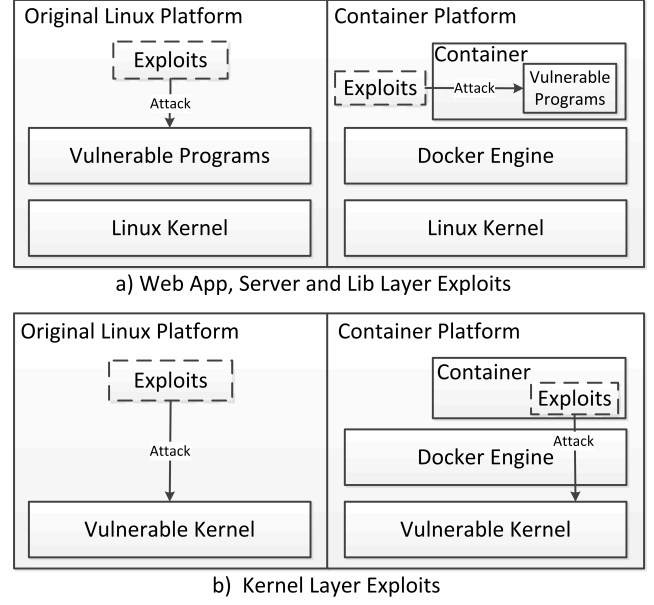 Original Linux Platform
Exploits
Attack
Vulnerable Programs
Linux Kernel
Container Platform
Container
Exploits
Attack
Vulnerable
Programs
Docker Engine
Linux Kernel
a) Web App, Server and Lib Layer Exploits
Original Linux Platform
Exploits
Attack
Vulnerable Kernel
Container Platform
Container
Exploits
Attack
Docker Engine
Vulnerable Kernel
b) Kernel Layer Exploits